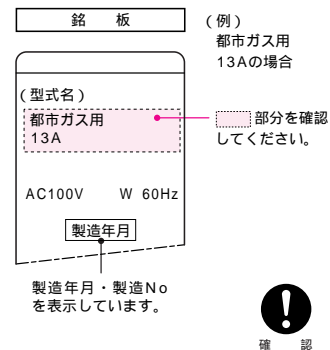 銘 板
(例)
都市ガス用
13Aの場合
(型式名)
都市ガス用
13A
部分を確認
してください。
AC100V W 60Hz
製造年月
製造年月・製造No
を表示しています。
確 認